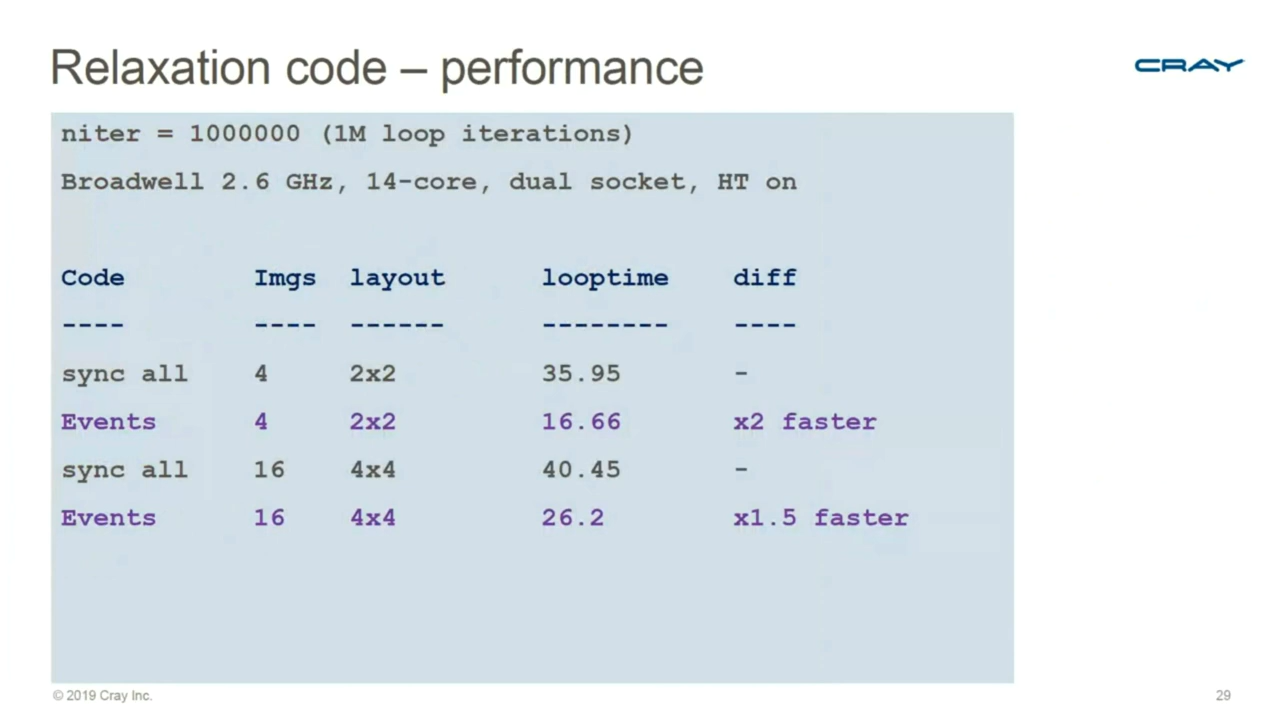 Relaxation code – performance
CRAY
niter = 1000000 (1M loop iterations)
Broadwell 2.6 GHz, 14-core, dual socket, HT on
Code Imgs layout looptime diff
---- ---- ------ -------- ----
sync all 4 2x2 35.95 -
Events 4 2x2 16.66 x2 faster
sync all 16 4x4 40.45 -
Events 16 4x4 26.2 x1.5 faster
© 2019 Cray Inc.
29